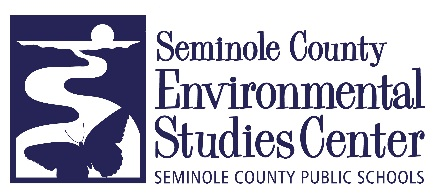 Seminole County
Environmental
Studies Center
SEMINOLE COUNTY PUBLIC SCHOOLS